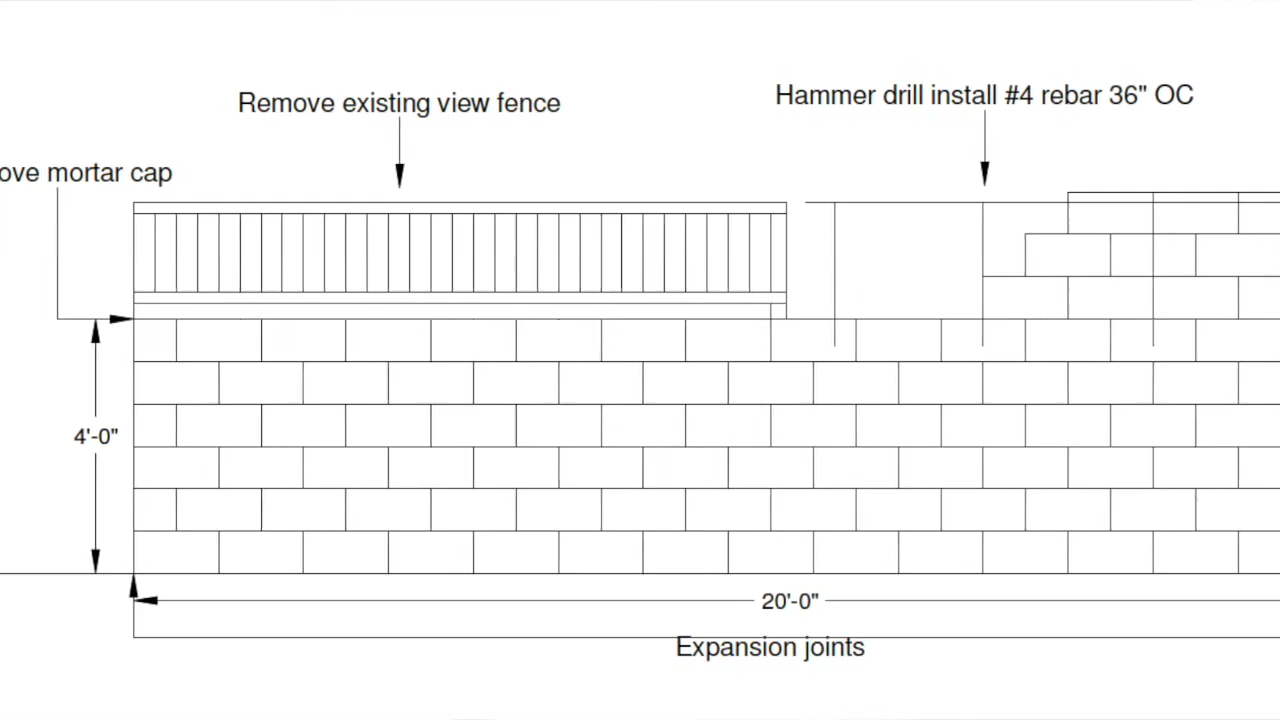 Remove existing view fence
Hammer drill install #4 rebar 36" OC
ove mortar cap
4'-0"
20'-0"
Expansion joints